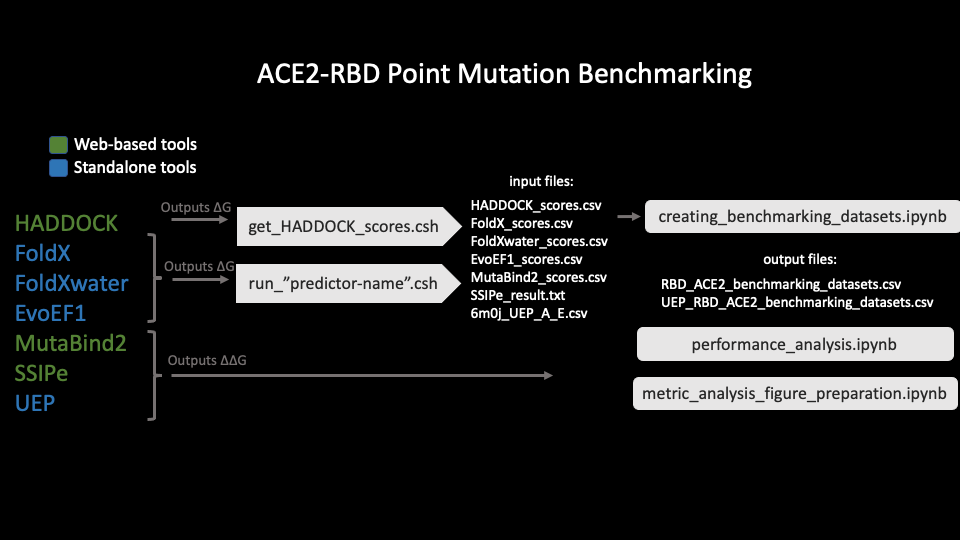 ACE2-RBD Point Mutation Benchmarking
Web-based tools
Standalone tools
HADDOCK
FoldX
FoldXwater
EvoEF1
MutaBind2
SSIPe
UEP
Outputs ΔG
Outputs ΔG
Outputs ΔΔG
get_HADDOCK_scores.csh
run_”predictor-name”.csh
input files:
HADDOCK_scores.csv
FoldX_scores.csv
FoldXwater_scores.csv
EvoEF1_scores.csv
MutaBind2_scores.csv
SSIPe_result.txt
6m0j_UEP_A_E.csv
creating_benchmarking_datasets.ipynb
output files:
RBD_ACE2_benchmarking_datasets.csv
UEP_RBD_ACE2_benchmarking_datasets.csv
performance_analysis.ipynb
metric_analysis_figure_preparation.ipynb